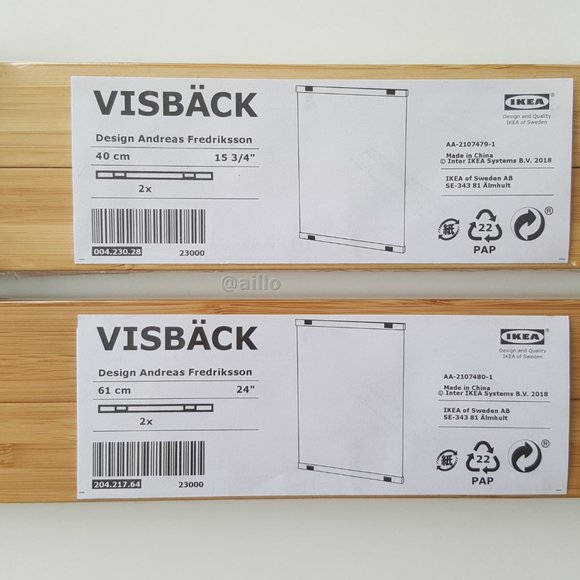 VISBÄCK
Design Andreas Fredriksson
40 cm 15 3/4"
2x
004.230.28 23000
IKEA
®
Design and Quality
IKEA of Sweden
AA-2107479-1
Made in China
© Inter IKEA Systems B.V. 2018
IKEA of Sweden AB
SE-343 81 Älmhult
紙 22 ®
PAP
@aillo
VISBÄCK
Design Andreas Fredriksson
61 cm 24"
2x
204.217.64 23000
IKEA
®
Design and Quality
IKEA of Sweden
AA-2107480-1
Made in China
© Inter IKEA Systems B.V. 2018
IKEA of Sweden AB
SE-343 81 Älmhult
紙 22 ®
PAP